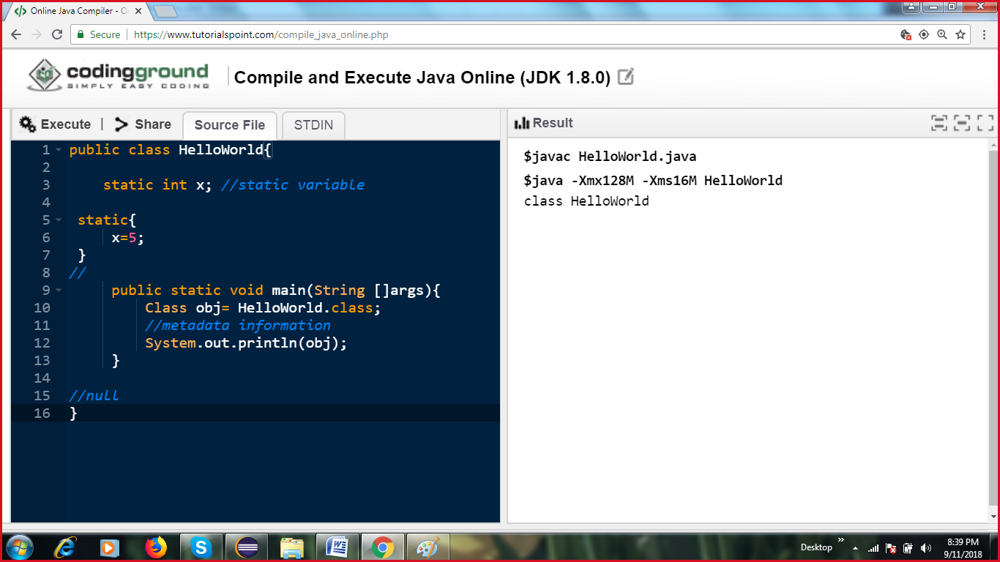 Online Java Compiler - O
Secure https://www.tutorialspoint.com/compile_java_online.php
codingground
SIMPLY EASY CODING
Compile and Execute Java Online (JDK 1.8.0)
Execute | Share Source File STDIN
1 public class HelloWorld{
2
3 static int x; //static variable
4
5 static{
6 x=5;
7 }
8 //
9 public static void main(String []args){
10 Class obj= HelloWorld.class;
11 //metadata information
12 System.out.println(obj);
13 }
14
15 //null
16 }
Result
$javac HelloWorld.java
$java -Xmx128M -Xms16M HelloWorld
class HelloWorld
Desktop
8:39 PM
9/11/2018